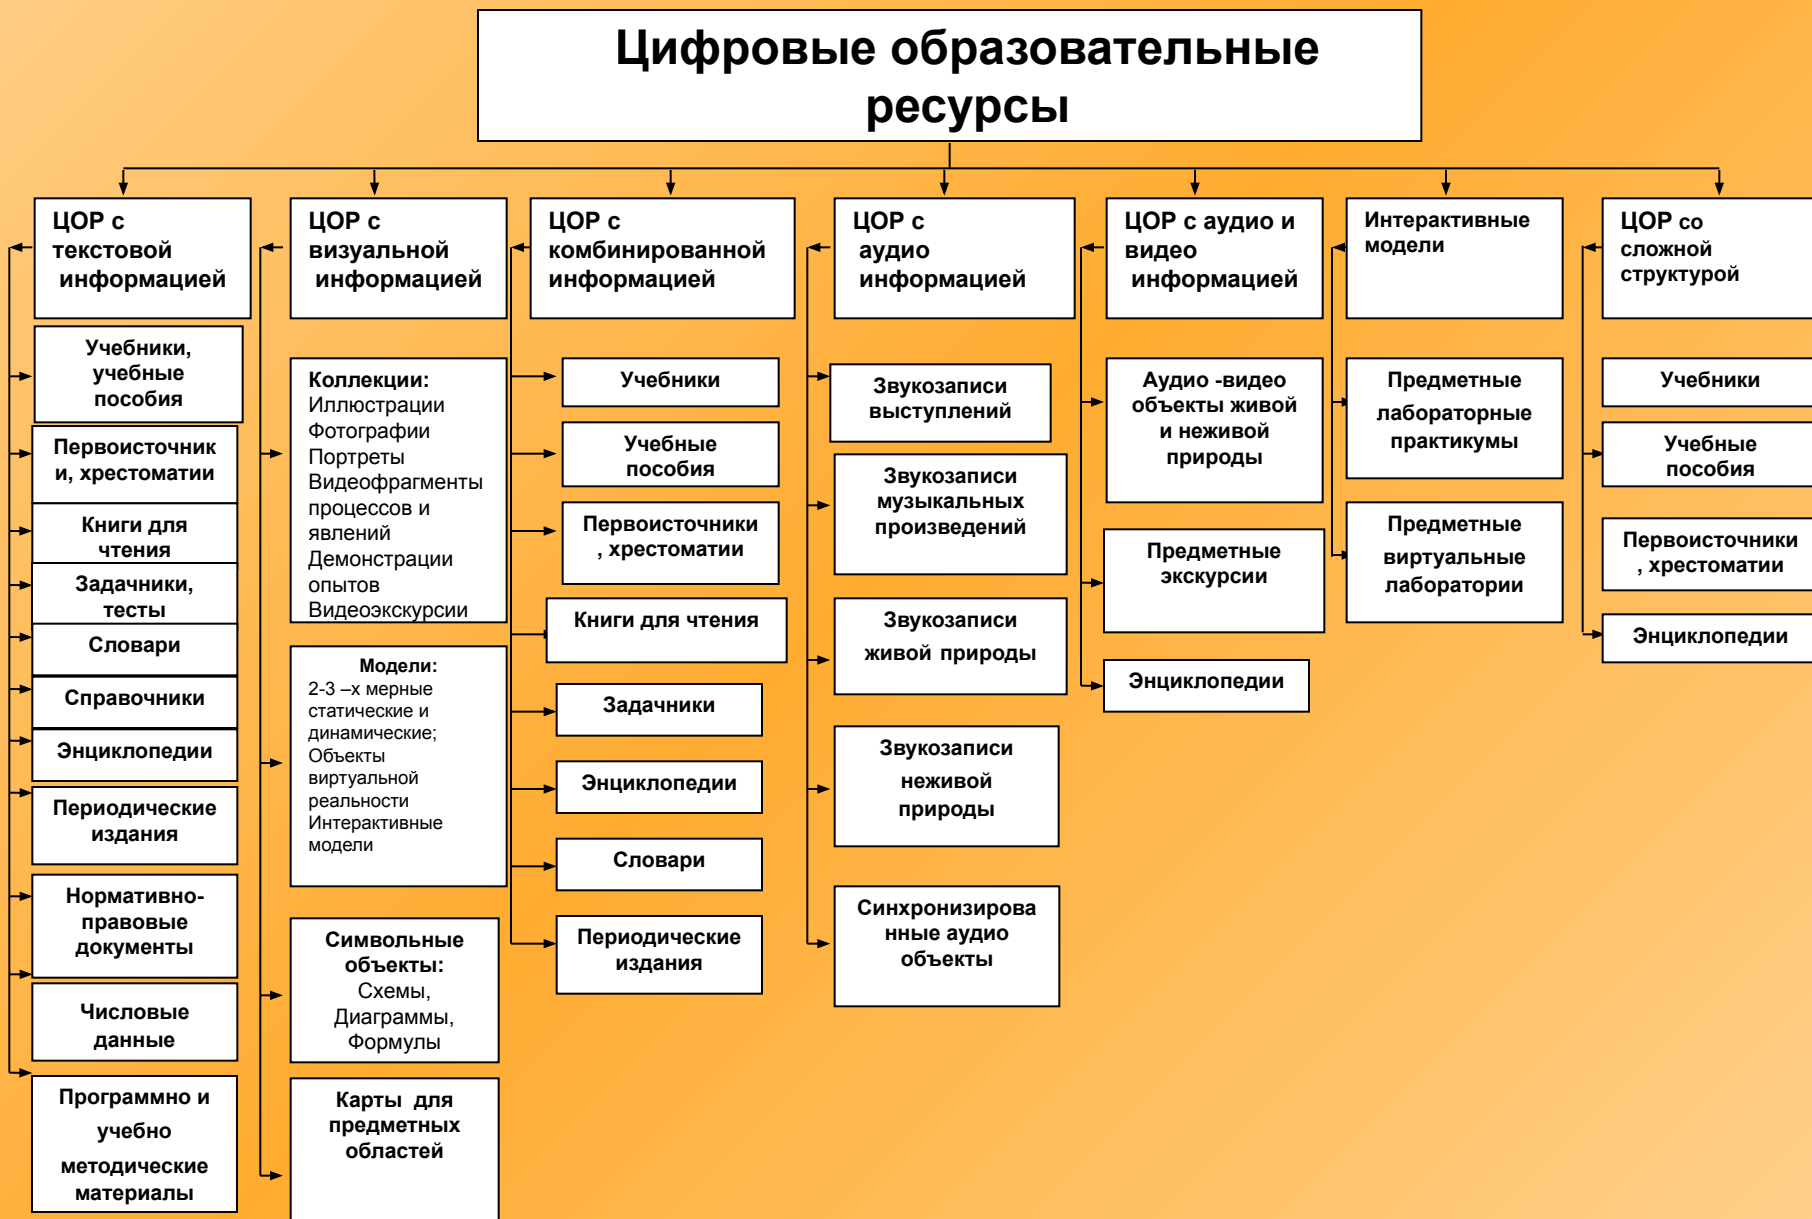 Цифровые образовательные
ресурсы
ЦОР с
текстовой
информацией
Учебники,
учебные
пособия
Первоисточник
и, хрестоматии
Книги для
чтения
Задачники,
тесты
Словари
Справочники
Энциклопедии
Периодические
издания
Нормативно-
правовые
документы
Числовые
данные
Программно и
учебно
методические
материалы
ЦОР с
визуальной
информацией
Коллекции:
Иллюстрации
Фотографии
Портреты
Видеофрагменты
процессов и
явлений
Демонстрации
опытов
Видеоэкскурсии
Модели:
2-3 –х мерные
статические и
динамические;
Объекты
виртуальной
реальности
Интерактивные
модели
Символьные
объекты:
Схемы,
Диаграммы,
Формулы
Карты для
предметных
областей
ЦОР с
комбинированной
информацией
Учебники
Учебные
пособия
Первоисточники
, хрестоматии
Книги для чтения
Задачники
Энциклопедии
Словари
Периодические
издания
ЦОР с
аудио
информацией
Звукозаписи
выступлений
Звукозаписи
музыкальных
произведений
Звукозаписи
живой природы
Звукозаписи
неживой
природы
Синхронизирова
нные аудио
объекты
ЦОР с аудио и
видео
информацией
Аудио -видео
объекты живой
и неживой
природы
Предметные
экскурсии
Энциклопедии
Интерактивные
модели
Предметные
лабораторные
практикумы
Предметные
виртуальные
лаборатории
ЦОР со
сложной
структурой
Учебники
Учебные
пособия
Первоисточники
, хрестоматии
Энциклопедии